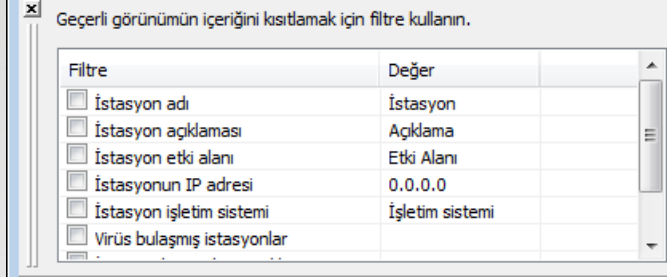 Geçerli görünümün içeriğini kısıtlamak için filtre kullanın.
Filtre Değer
İstasyon adı İstasyon
İstasyon açıklaması Açıklama
İstasyon etki alanı Etki Alanı
İstasyonun IP adresi 0.0.0.0
İstasyon işletim sistemi İşletim sistemi
Virüs bulaşmış istasyonlar